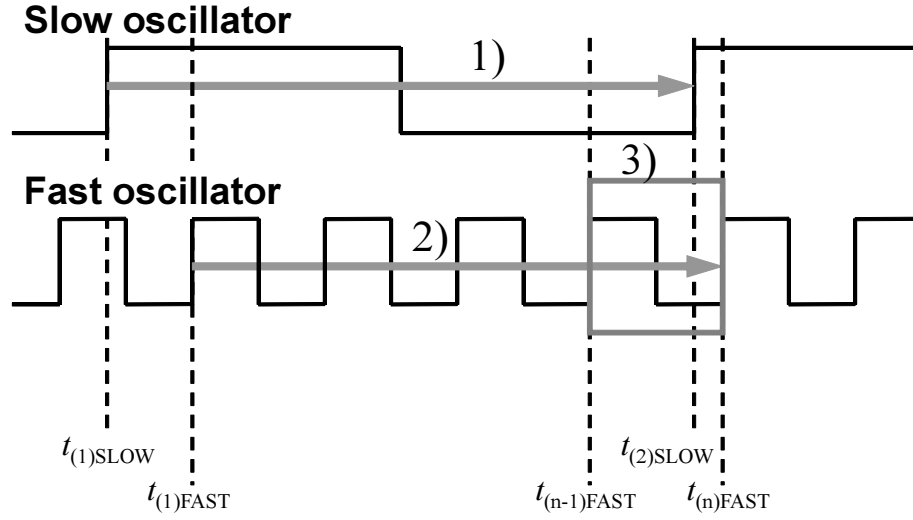 Slow oscillator
1)
3)
Fast oscillator
2)
t(1)SLOW
t(2)SLOW
t(1)FAST
t(n-1)FAST
t(n)FAST